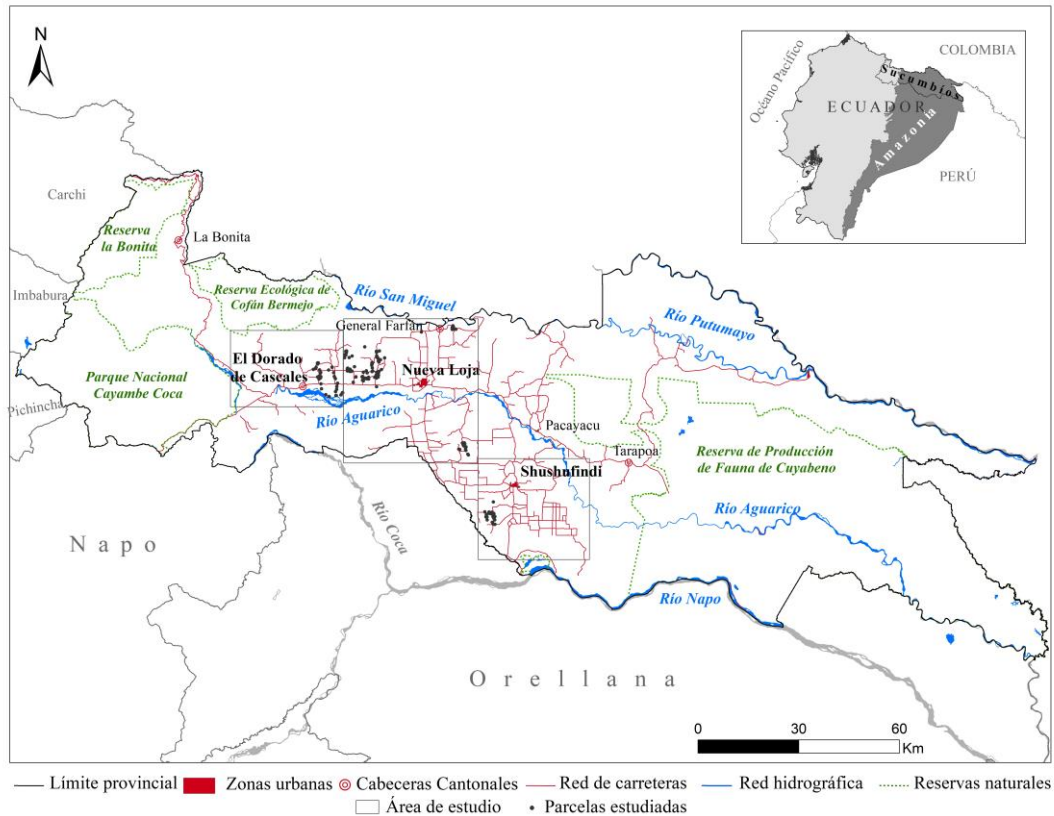 N
COLOMBIA
Océano Pacífico
Sucumbíos
ECUADOR
Amazonía
PERÚ
Carchi
Reserva
la Bonita
La Bonita
Imbabura
Reserva Ecológica de
Cofán Bermejo
Río San Miguel
General Farfán
Río Putumayo
El Dorado
de Cascales
Nueva Loja
Parque Nacional
Cayambe Coca
Pichincha
Río Aguarico
Pacayacu
Tarapoa
Reserva de Producción
de Fauna de Cuyabeno
Shushufindi
Río Aguarico
Río Coca
Napo
Río Napo
Orellana
0 30 60
Km
Límite provincial Zonas urbanas Cabeceras Cantonales Red de carreteras Red hidrográfica Reservas naturales
Área de estudio Parcelas estudiadas